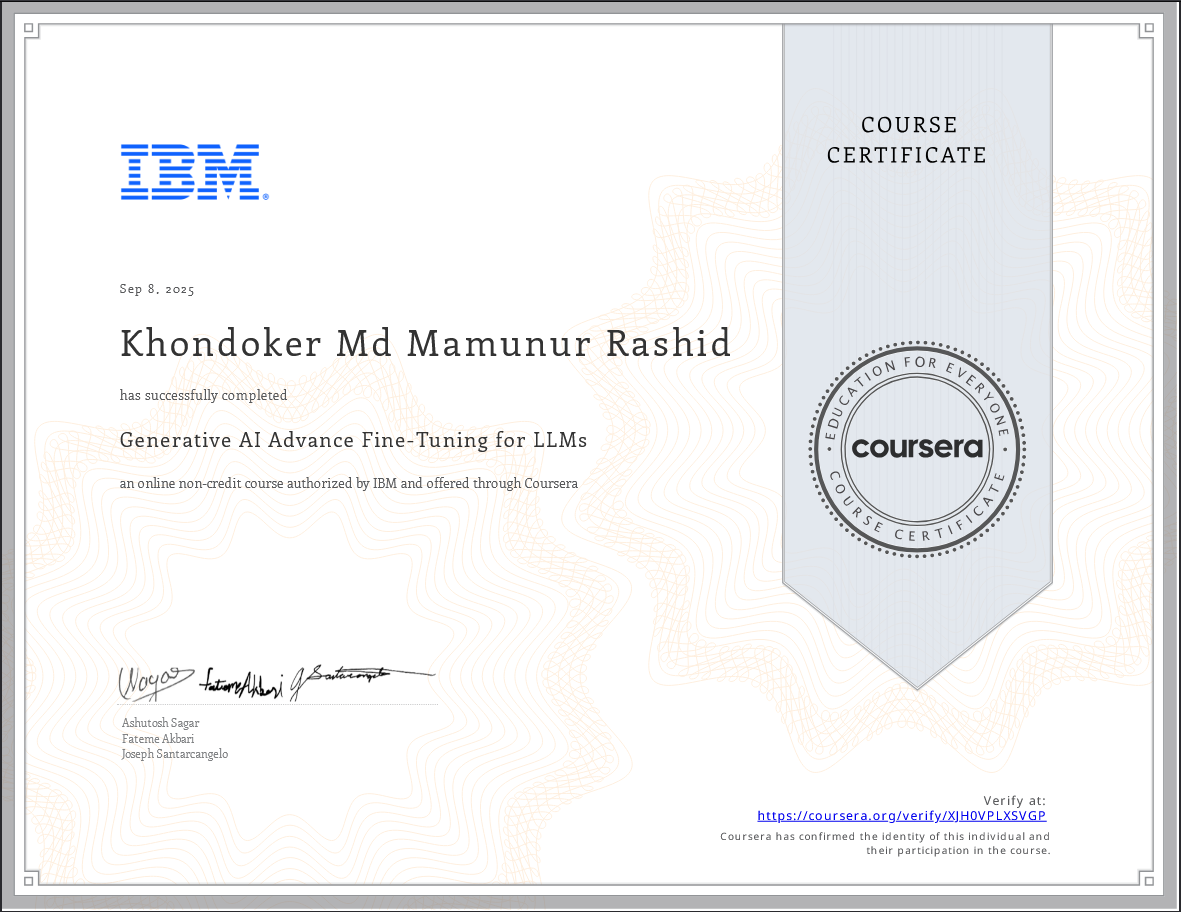 COURSE
CERTIFICATE
IBM®
Sep 8, 2025
Khondoker Md Mamunur Rashid
has successfully completed
Generative AI Advance Fine-Tuning for LLMs
an online non-credit course authorized by IBM and offered through Coursera
• EDUCATION FOR EVERYONE •
coursera
COURSE CERTIFICATE
Fateme Akbari J Santarcangelo
Ashutosh Sagar
Fateme Akbari
Joseph Santarcangelo
Verify at:
https://coursera.org/verify/XJH0VPLXSVGP
Coursera has confirmed the identity of this individual and
their participation in the course.